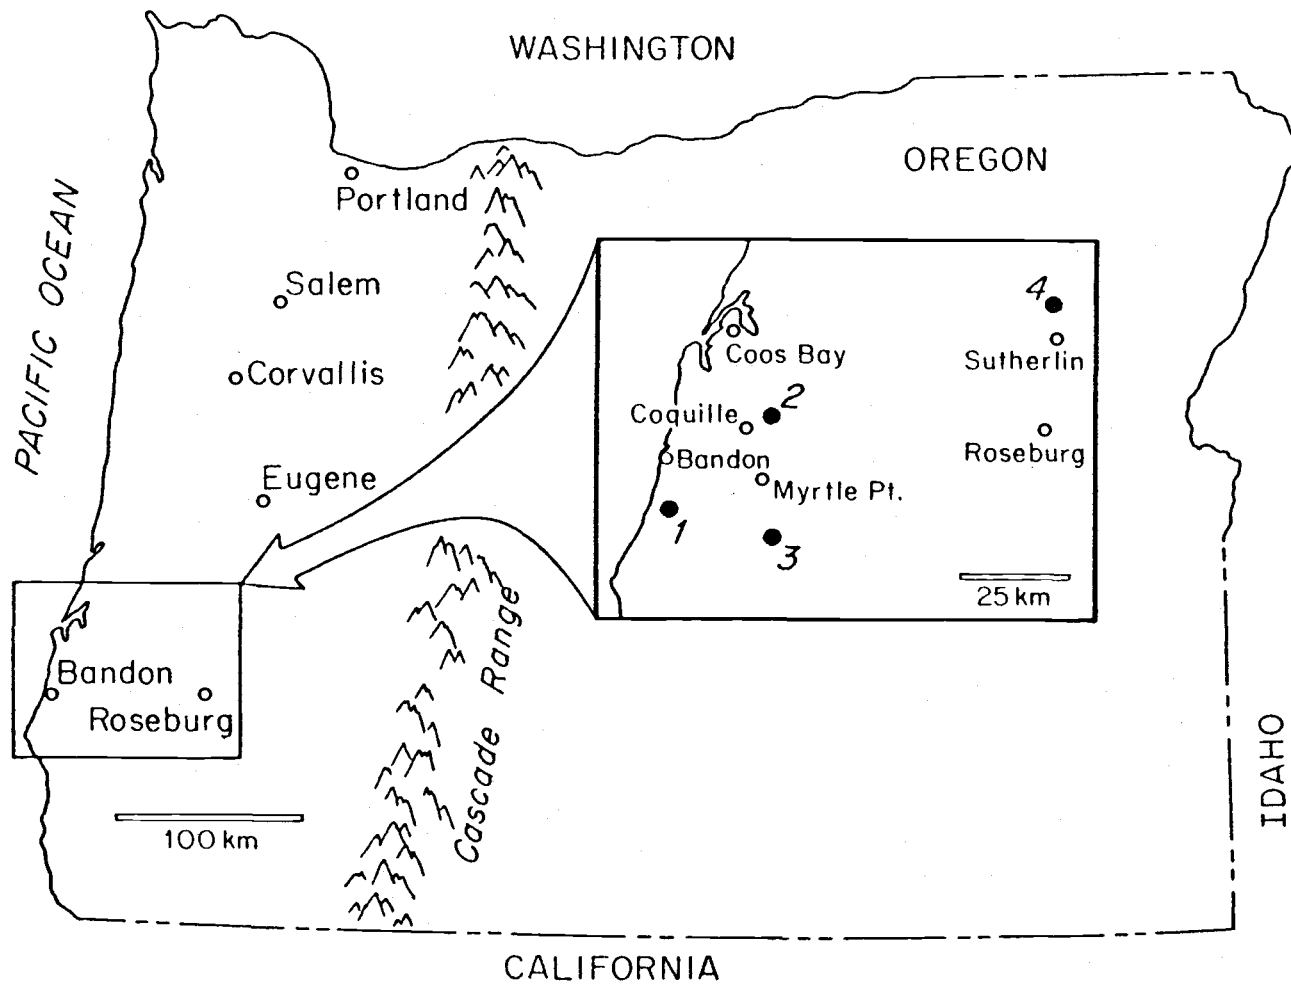 WASHINGTON
OREGON
PACIFIC OCEAN
Portland
Salem
Corvallis
Eugene
4
Coos Bay
Sutherlin
2
Coquille
Roseburg
Bandon
Myrtle Pt.
1
3
25 km
Bandon
Roseburg
Cascade Range
100 km
IDAHO
CALIFORNIA